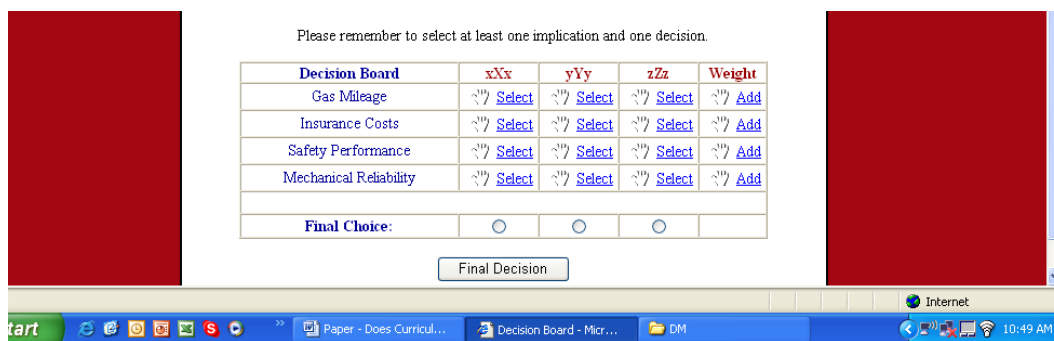 Please remember to select at least one implication and one decision.
Decision Board xXx yYy zZz Weight
Gas Mileage Select Select Select Add
Insurance Costs Select Select Select Add
Safety Performance Select Select Select Add
Mechanical Reliability Select Select Select Add
Final Choice:
Final Decision
Internet
tart Paper - Does Curricul... Decision Board - Micr... DM 10:49 AM